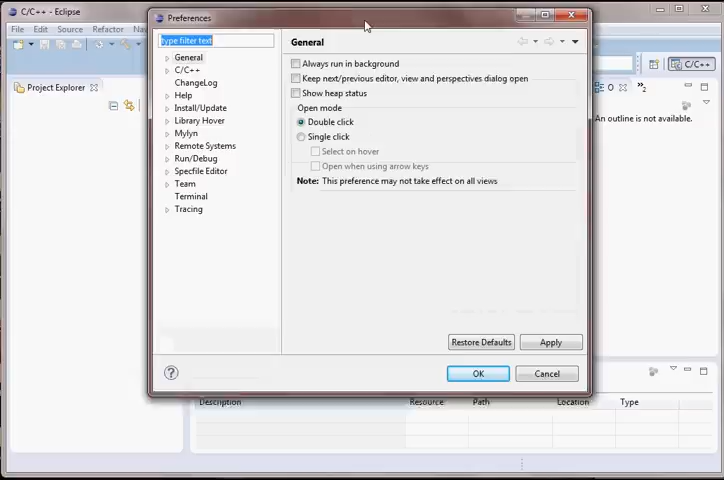 C/C++ - Eclipse
File Edit Source Refactor Navi
C/C++
Project Explorer
O
2
An outline is not available.
Preferences
type filter text
General
C/C++
ChangeLog
Help
Install/Update
Library Hover
Mylyn
Remote Systems
Run/Debug
Specfile Editor
Team
Terminal
Tracing
General
Always run in background
Keep next/previous editor, view and perspectives dialog open
Show heap status
Open mode
Double click
Single click
Select on hover
Open when using arrow keys
Note: This preference may not take effect on all views
Restore Defaults Apply
OK Cancel
Description Resource Path Location Type